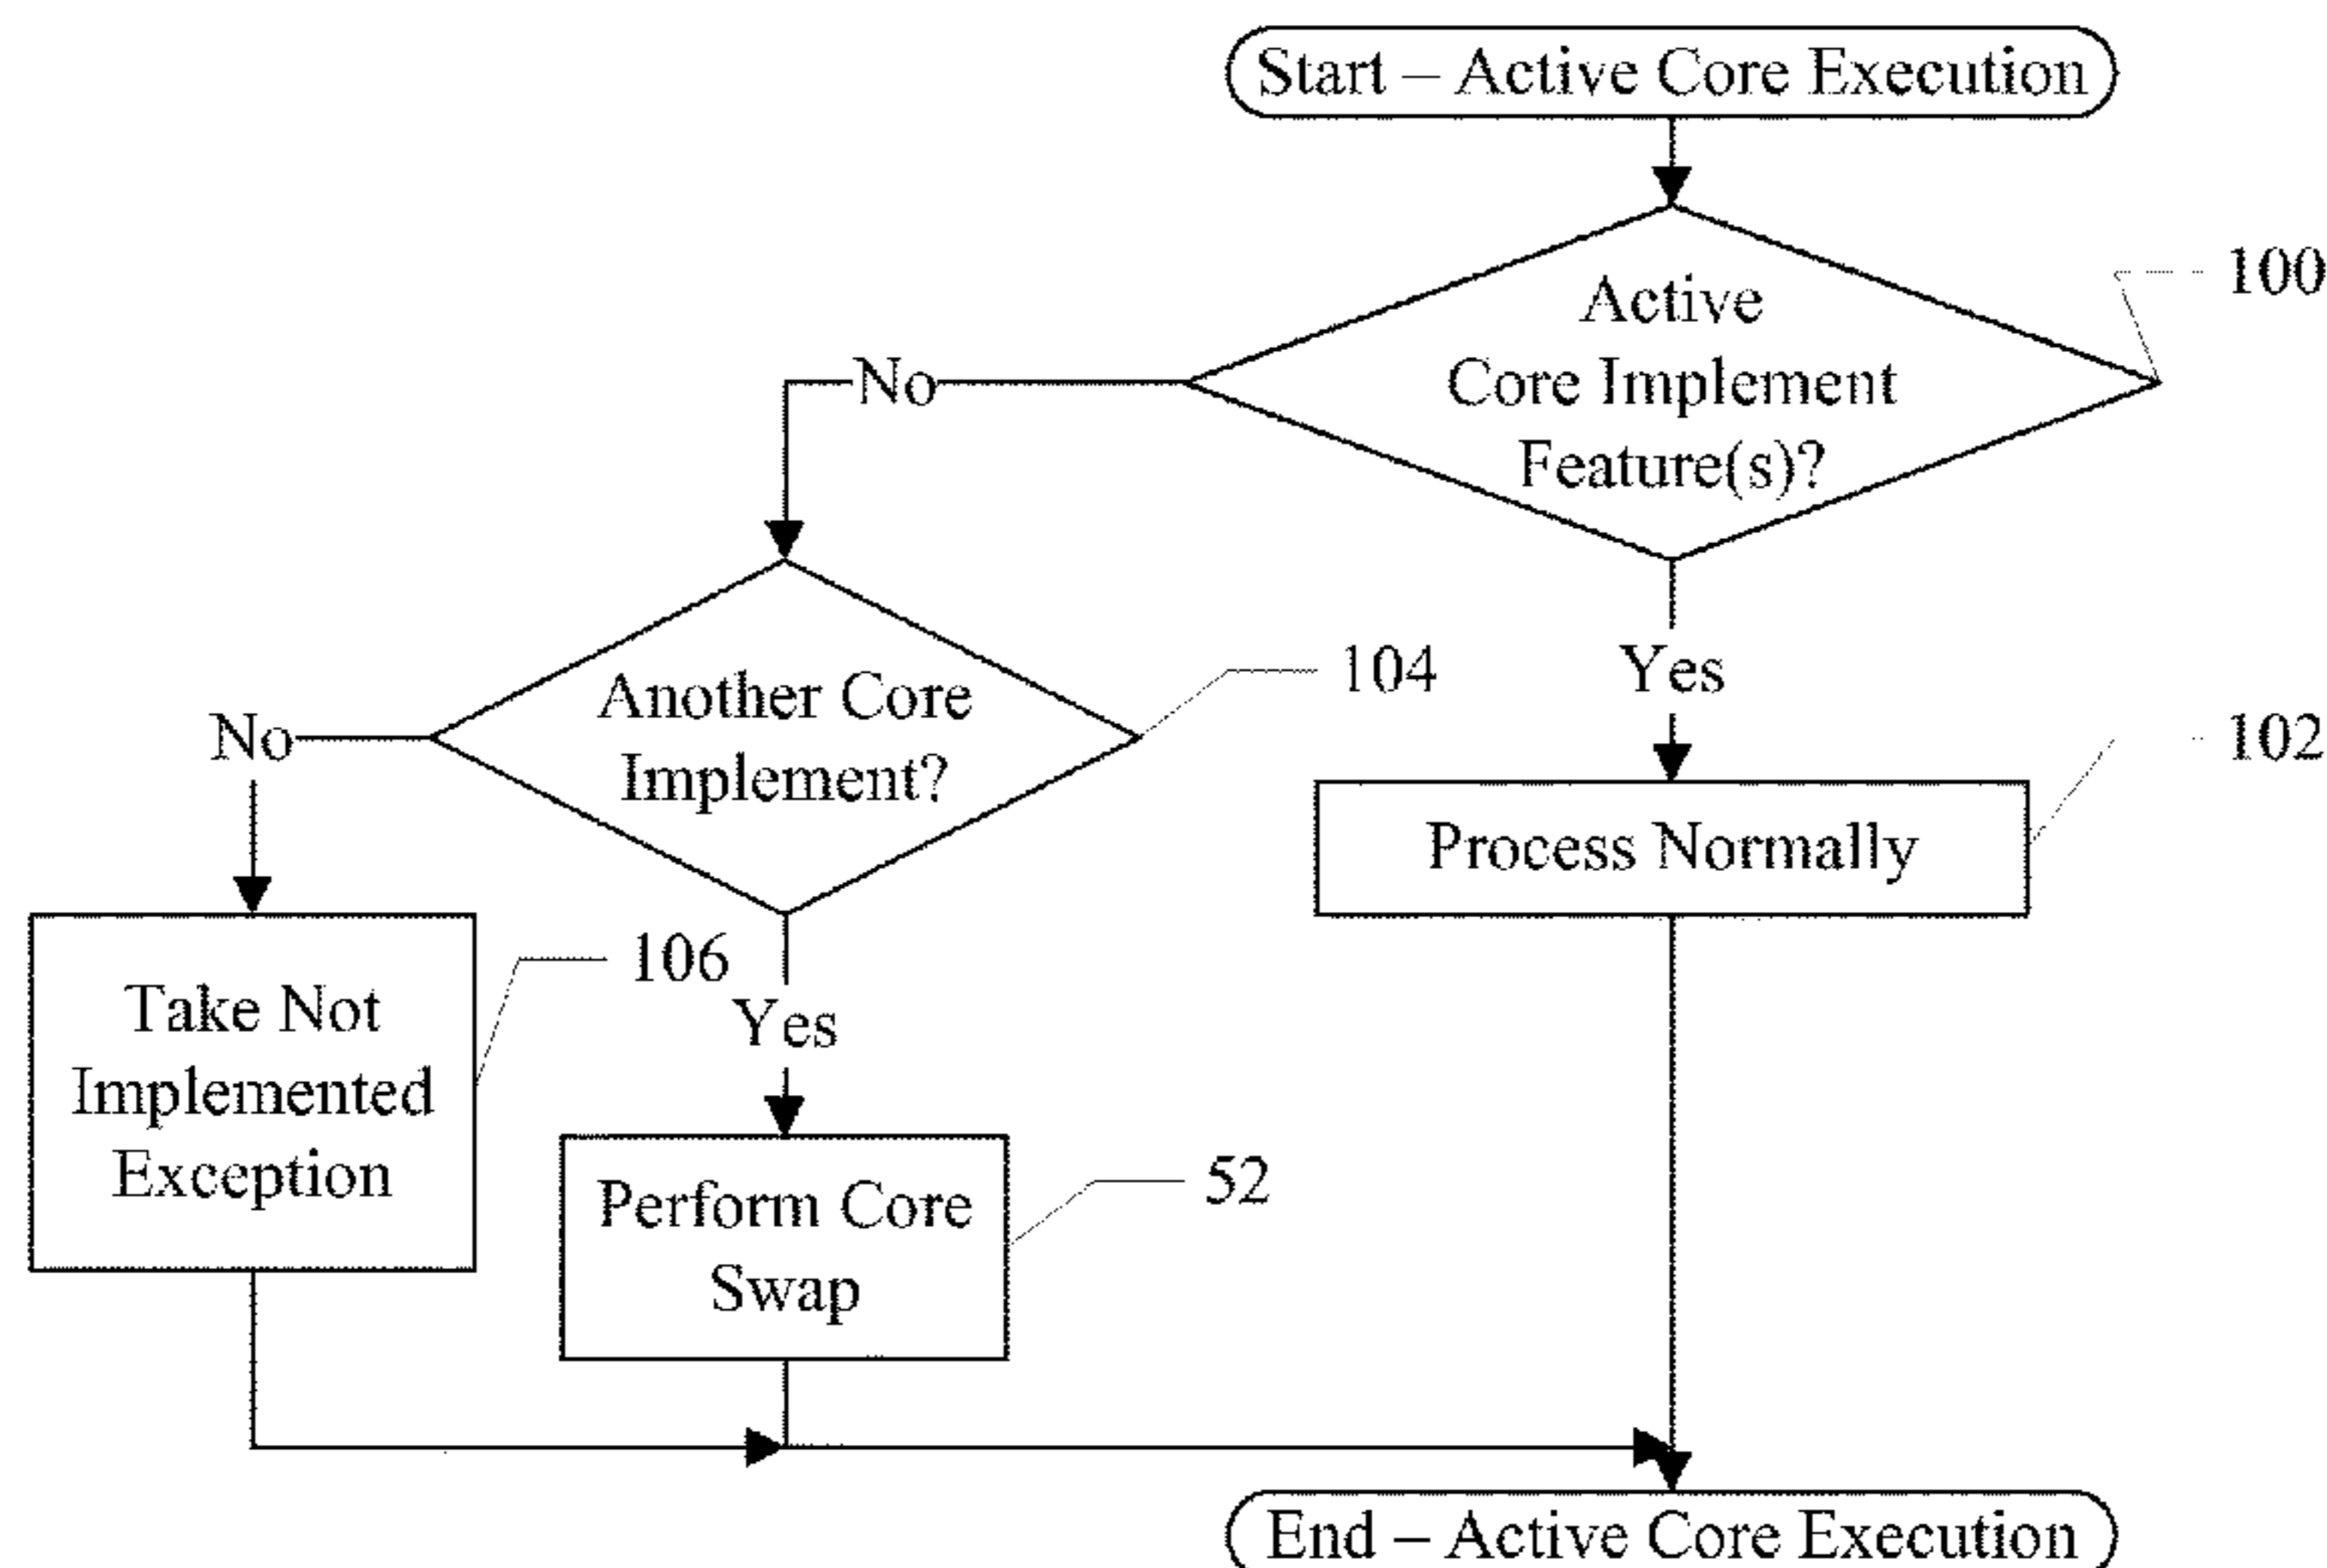 Start – Active Core Execution
Active
Core Implement
Feature(s)?
100
No
Yes
Another Core
Implement?
104
No
Process Normally
102
Take Not
Implemented
Exception
106
Yes
Perform Core
Swap
52
End – Active Core Execution